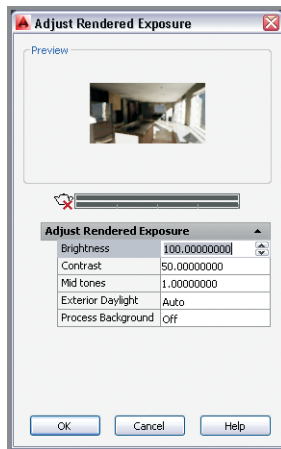 Adjust Rendered Exposure
Preview
Adjust Rendered Exposure
Brightness 100.00000000
Contrast 50.00000000
Mid tones 1.00000000
Exterior Daylight Auto
Process Background Off
OK Cancel Help